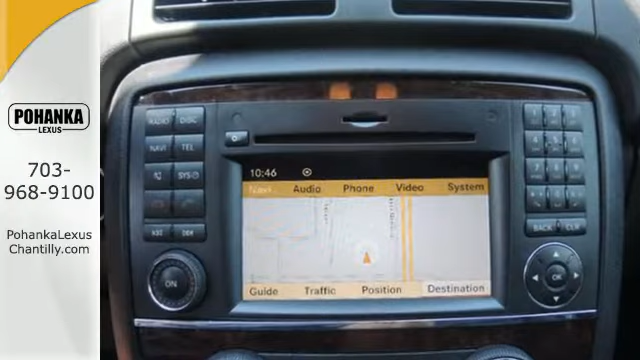 POHANKA
LEXUS
703-
968-9100
PohankaLexus
Chantilly.com
RADIO DISC
NAVI TEL
SYS
ON
10:46
Navi Audio Phone Video System
Guide Traffic Position Destination
BACK CLR
OK